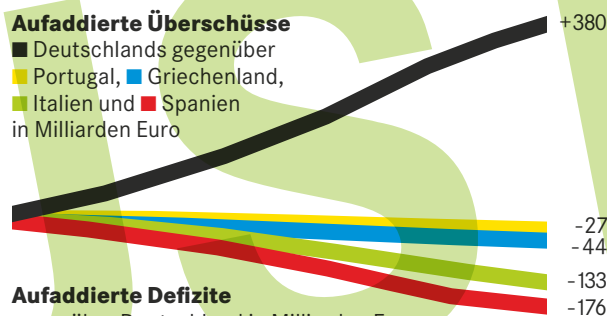 Aufaddierte Überschüsse
Deutschlands gegenüber
Portugal, Griechenland,
Italien und Spanien
in Milliarden Euro
+380
-27
-44
-133
-176
Aufaddierte Defizite